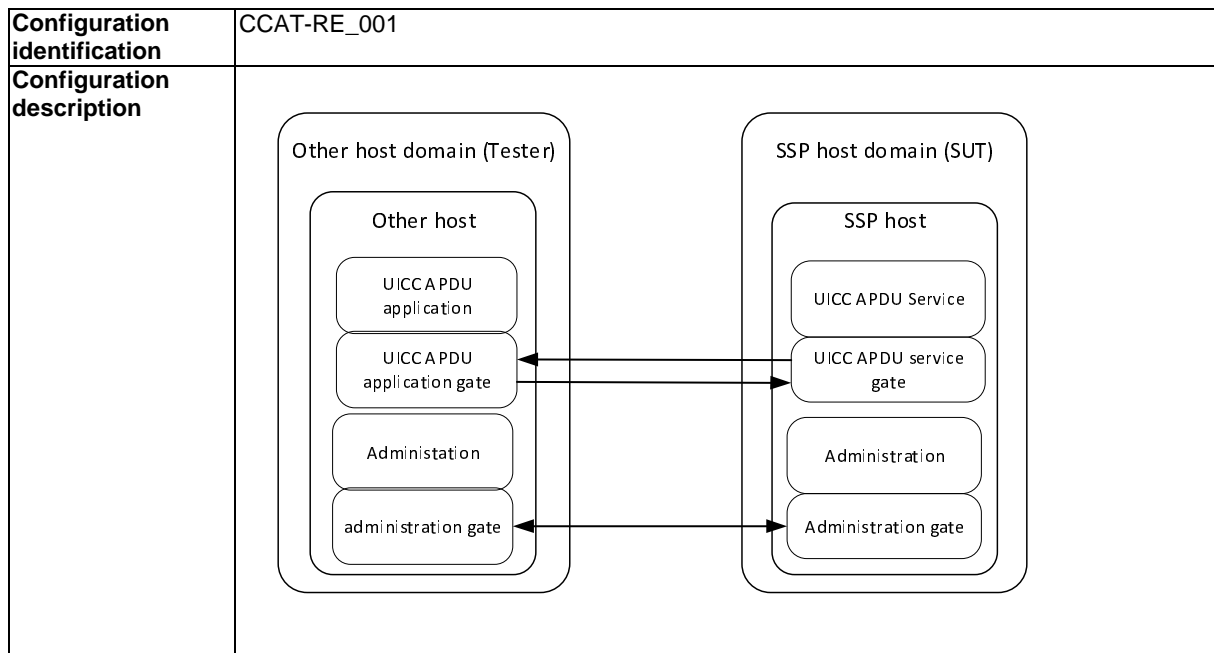 Configuration
identification
CCAT-RE_001
Configuration
description
Other host domain (Tester)
Other host
UICC APDU
application
UICC APDU
application gate
Administation
administration gate
SSP host domain (SUT)
SSP host
UICC APDU Service
UICC APDU service
gate
Administration
Administration gate